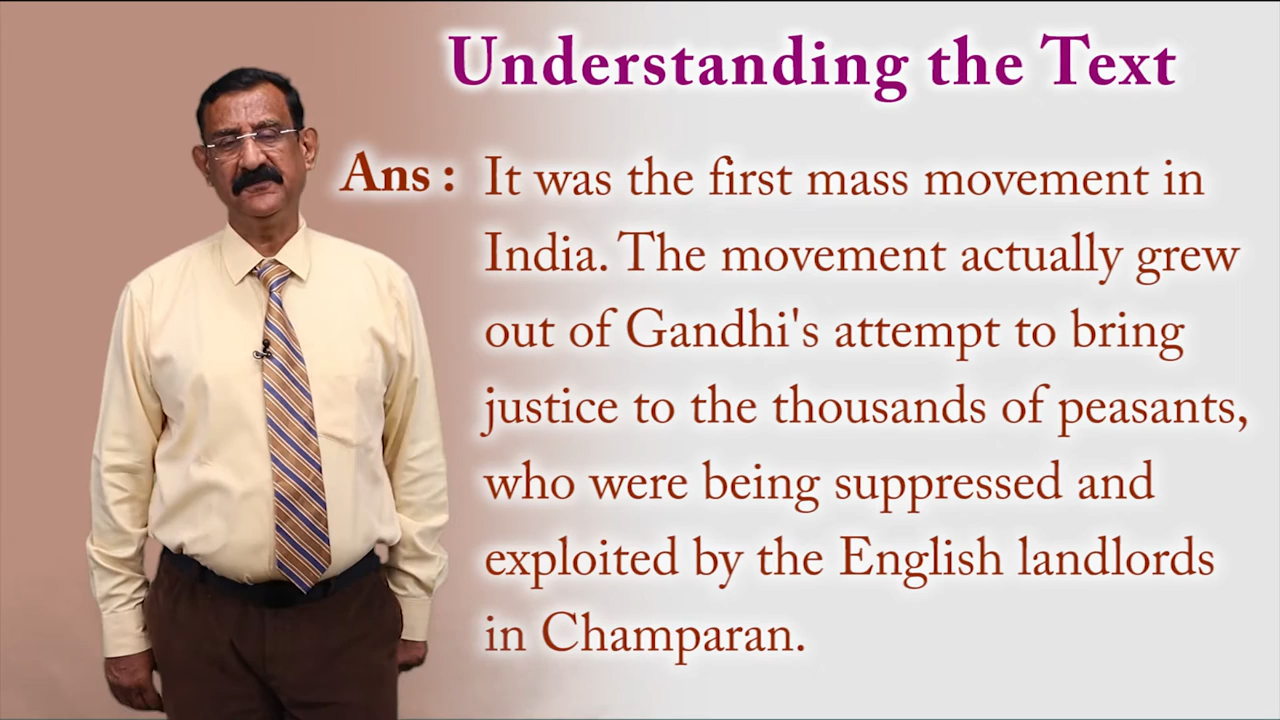 Understanding the Text
Ans : It was the first mass movement in
India. The movement actually grew
out of Gandhi's attempt to bring
justice to the thousands of peasants,
who were being suppressed and
exploited by the English landlords
in Champaran.